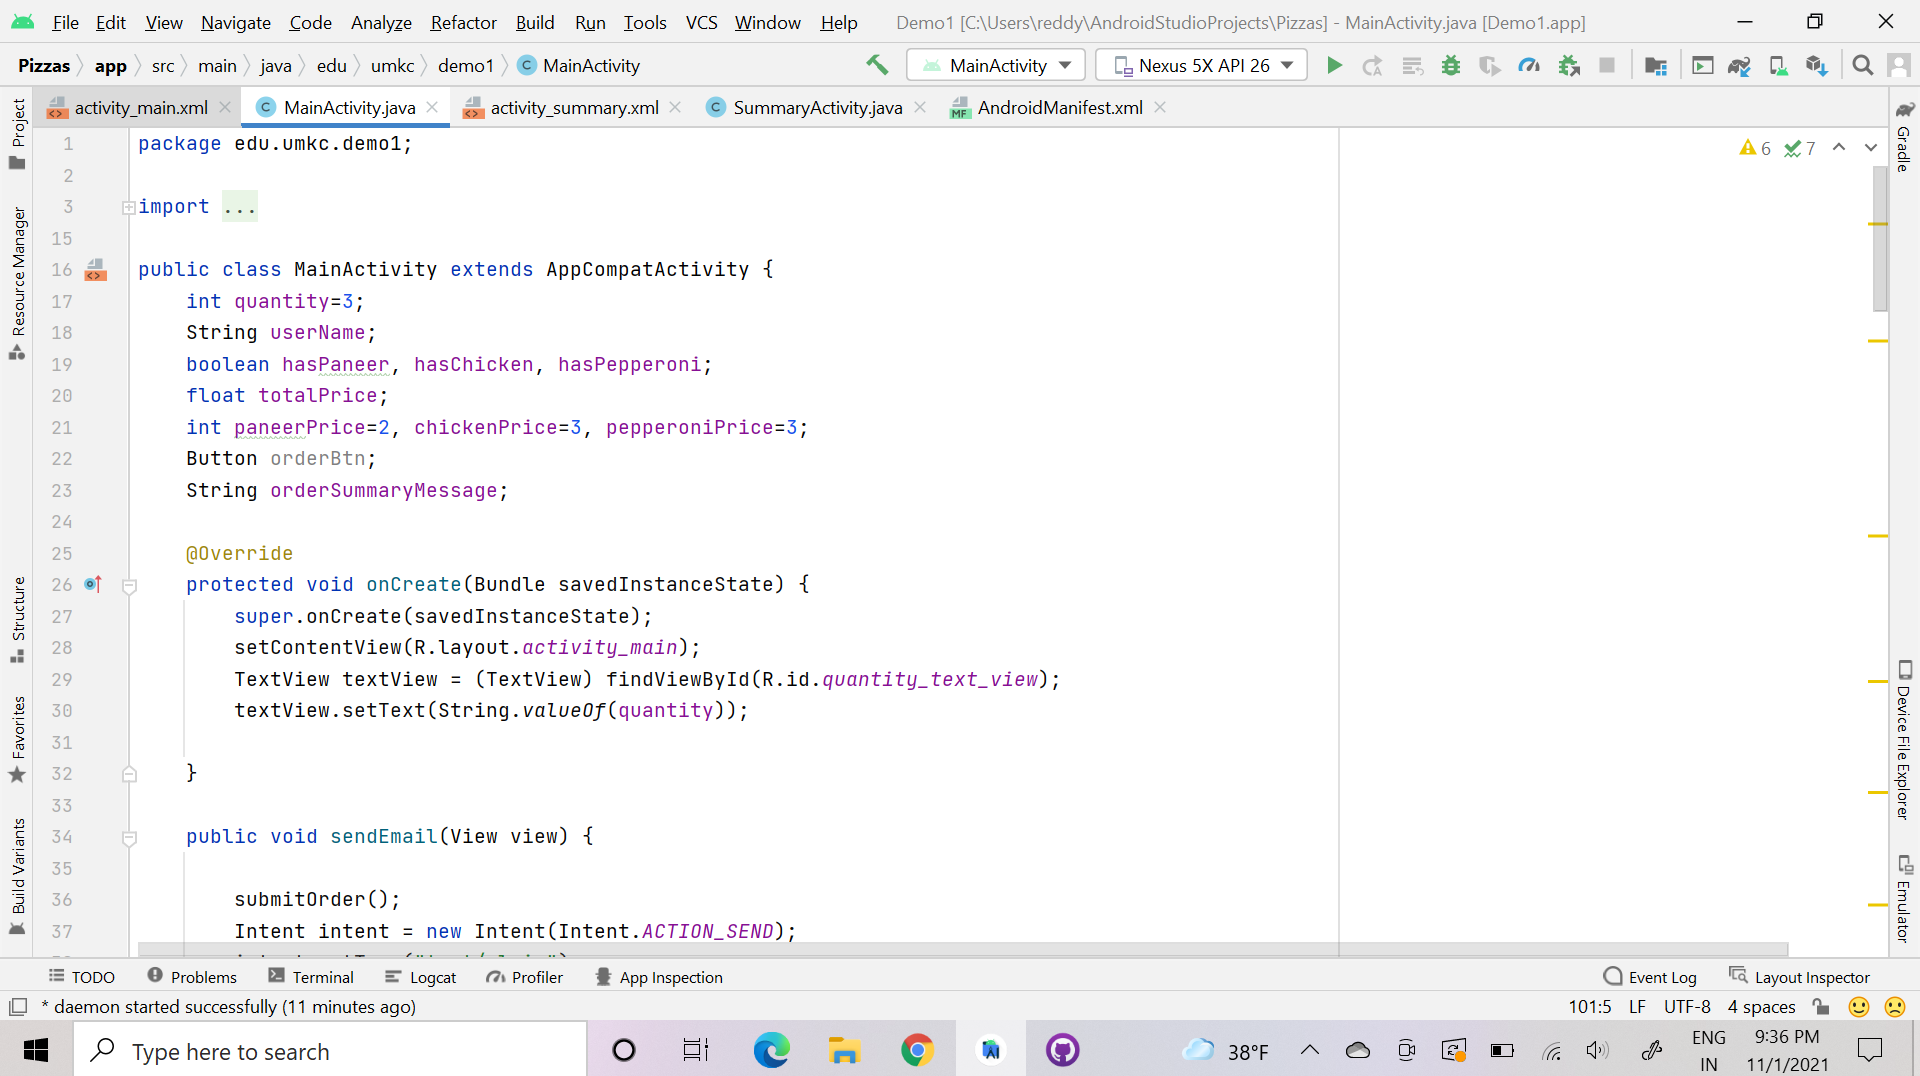 File Edit View Navigate Code Analyze Refactor Build Run Tools VCS Window Help Demo1 [C:\Users\reddy\AndroidStudioProjects\Pizzas] - MainActivity.java [Demo1.app]
Pizzas app src main java edu umkc demo1 C MainActivity MainActivity Nexus 5X API 26
activity_main.xml C MainActivity.java activity_summary.xml C SummaryActivity.java MF AndroidManifest.xml
Project
Resource Manager
Structure
Favorites
Build Variants
6 7
1 package edu.umkc.demo1;
2
3 import ...
15
16 public class MainActivity extends AppCompatActivity {
17 int quantity=3;
18 String userName;
19 boolean hasPaneer, hasChicken, hasPepperoni;
20 float totalPrice;
21 int paneerPrice=2, chickenPrice=3, pepperoniPrice=3;
22 Button orderBtn;
23 String orderSummaryMessage;
24
25 @Override
26 protected void onCreate(Bundle savedInstanceState) {
27 super.onCreate(savedInstanceState);
28 setContentView(R.layout.activity_main);
29 TextView textView = (TextView) findViewById(R.id.quantity_text_view);
30 textView.setText(String.valueOf(quantity));
31
32 }
33
34 public void sendEmail(View view) {
35
36 submitOrder();
37 Intent intent = new Intent(Intent.ACTION_SEND);
Gradle
Device File Explorer
Emulator
TODO Problems Terminal Logcat Profiler App Inspection Event Log Layout Inspector
* daemon started successfully (11 minutes ago) 101:5 LF UTF-8 4 spaces
Type here to search 38°F ENG 9:36 PM
IN 11/1/2021